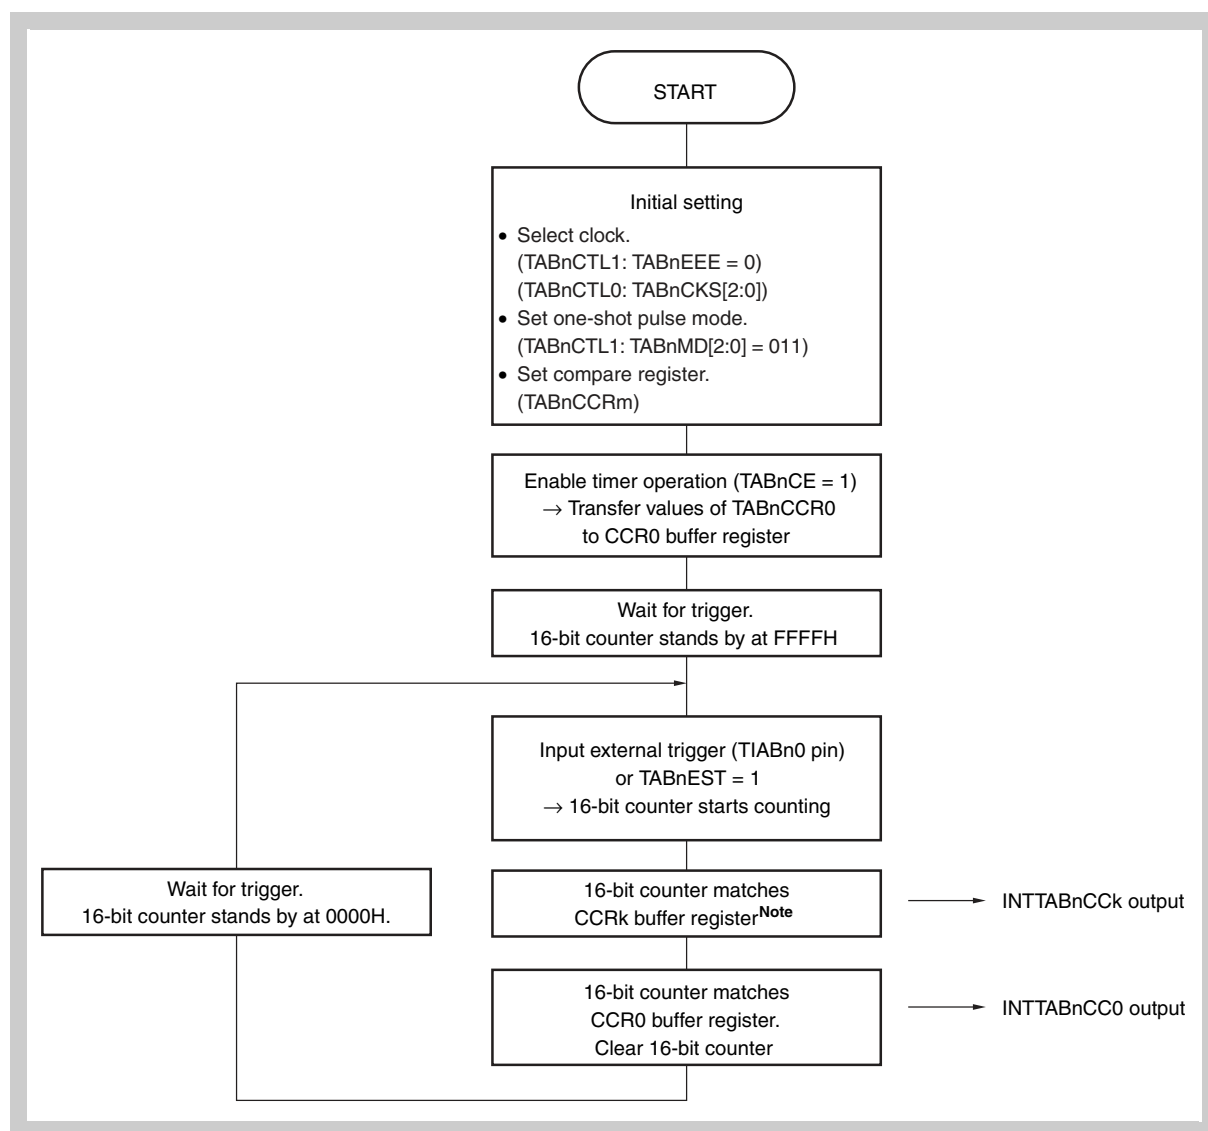 START
Initial setting
• Select clock.
(TABnCTL1: TABnEEE = 0)
(TABnCTL0: TABnCKS[2:0])
• Set one-shot pulse mode.
(TABnCTL1: TABnMD[2:0] = 011)
• Set compare register.
(TABnCCRm)
Enable timer operation (TABnCE = 1)
→ Transfer values of TABnCCR0
to CCR0 buffer register
Wait for trigger.
16-bit counter stands by at FFFFH
Input external trigger (TIABn0 pin)
or TABnEST = 1
→ 16-bit counter starts counting
16-bit counter matches
CCRk buffer registerNote
INTTABnCCk output
16-bit counter matches
CCR0 buffer register.
Clear 16-bit counter
INTTABnCC0 output
Wait for trigger.
16-bit counter stands by at 0000H.